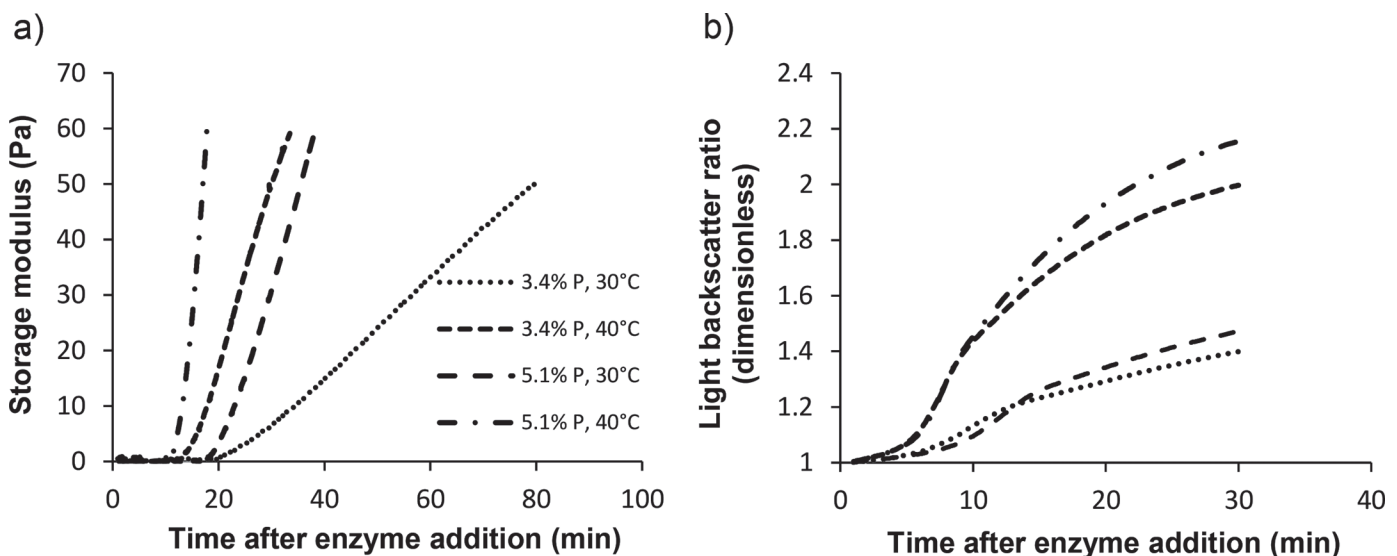 a)
Storage modulus (Pa)
70
60
50
40
30
20
10
0
0 20 40 60 80 100
Time after enzyme addition (min)
3.4% P, 30°C
3.4% P, 40°C
5.1% P, 30°C
5.1% P, 40°C
b)
Light backscatter ratio
(dimensionless)
2.4
2.2
2
1.8
1.6
1.4
1.2
1
0 10 20 30 40
Time after enzyme addition (min)